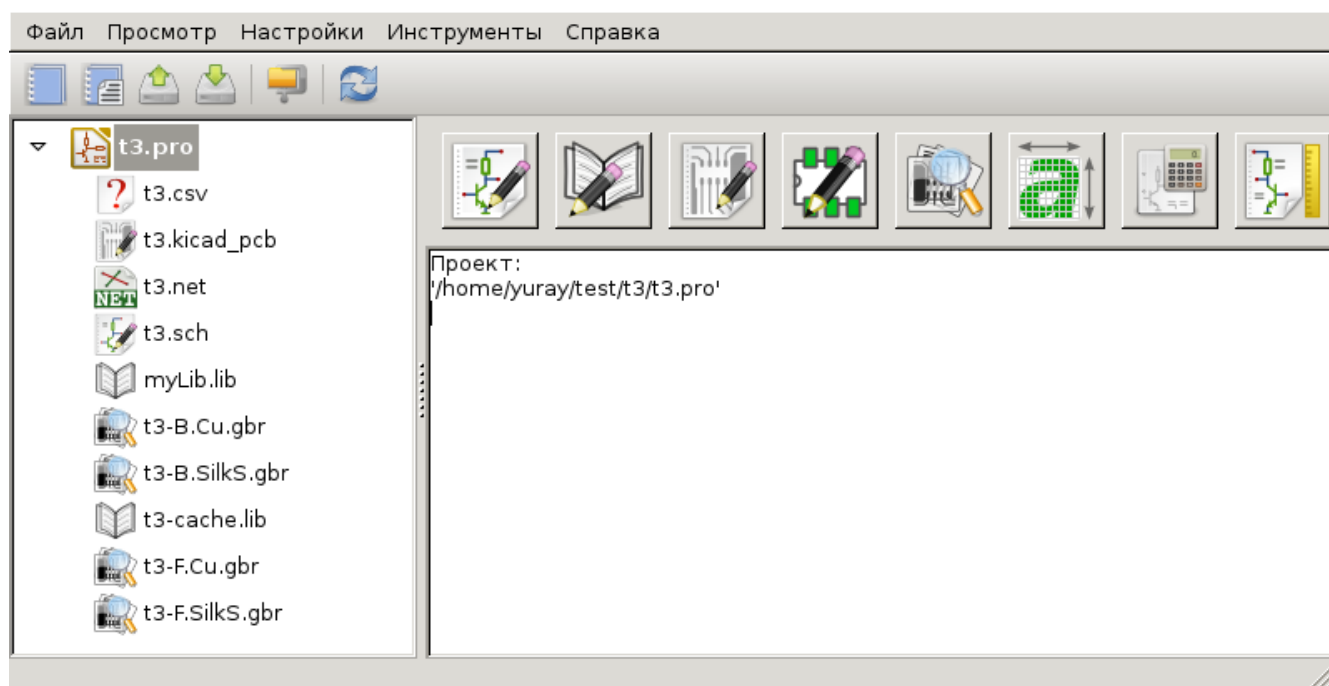 Файл Просмотр Настройки Инструменты Справка
t3.pro
t3.csv
t3.kicad_pcb
NET t3.net
t3.sch
myLib.lib
t3-B.Cu.gbr
t3-B.SilkS.gbr
t3-cache.lib
t3-F.Cu.gbr
t3-F.SilkS.gbr
a
Проект:
'/home/yuray/test/t3/t3.pro'